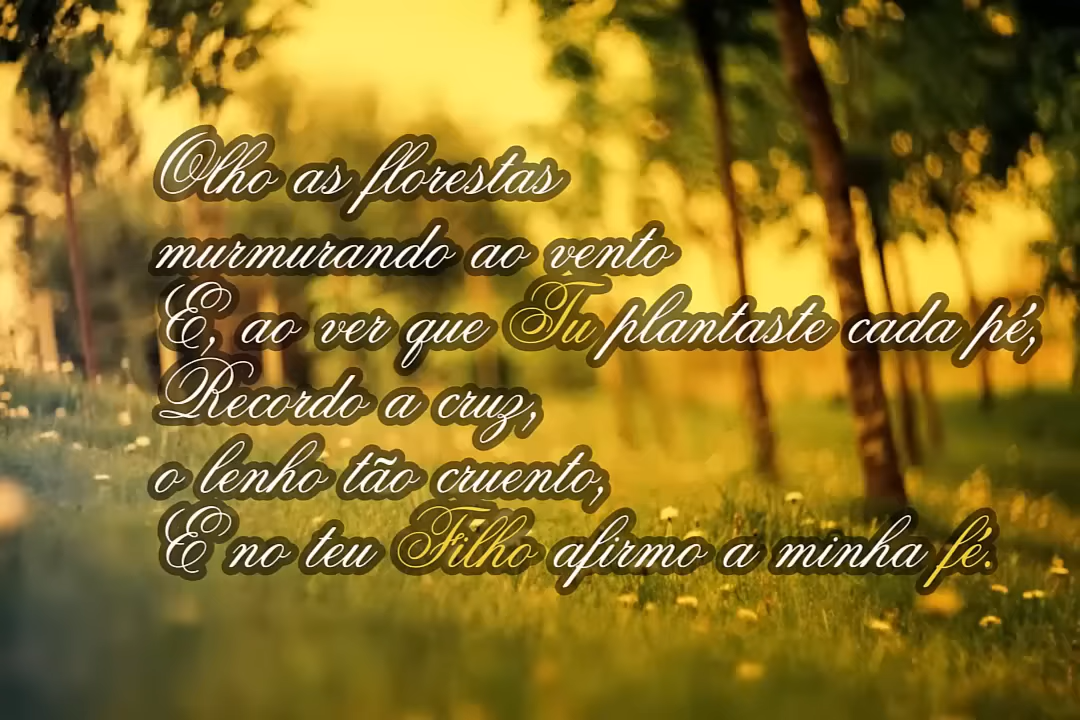 Olho as florestas
murmurando ao vento
E, ao ver que Tu plantaste cada pé,
Recordo a cruz,
o lenho tão cruento,
E no teu Filho afirmo a minha fé.